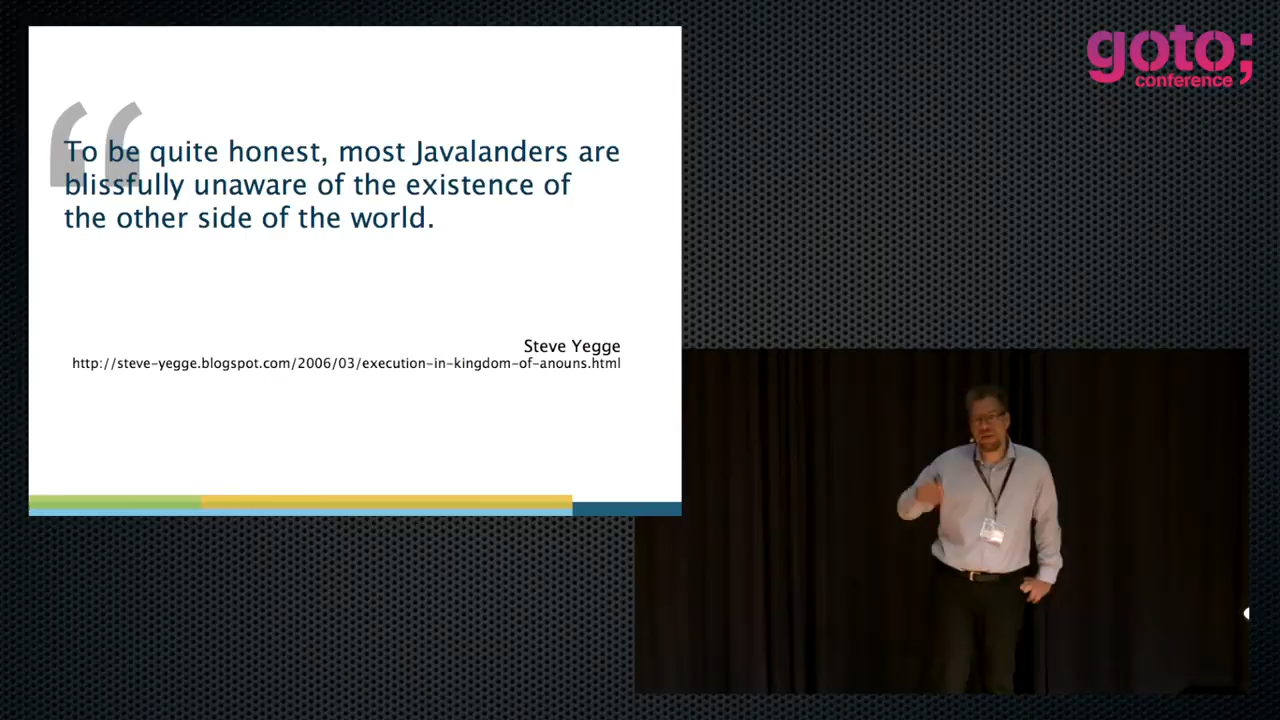 goto;
conference
To be quite honest, most Javalanders are
blissfully unaware of the existence of
the other side of the world.
Steve Yegge
http://steve-yegge.blogspot.com/2006/03/execution-in-kingdom-of-anouns.html